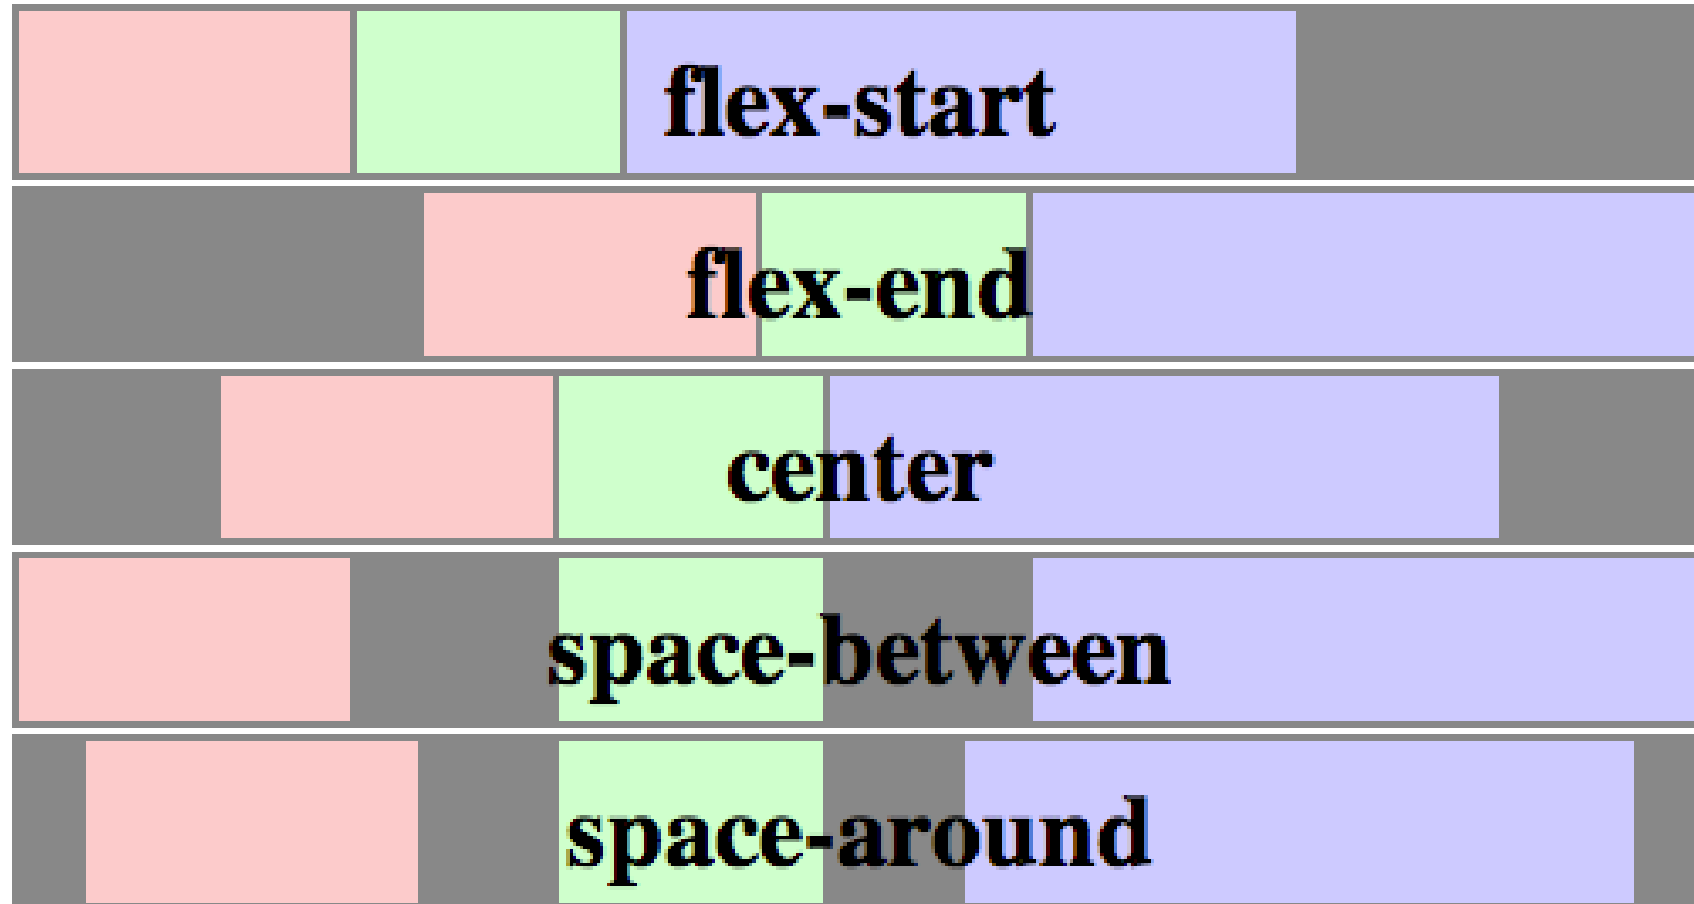 flex-start
flex-end
center
space-between
space-around